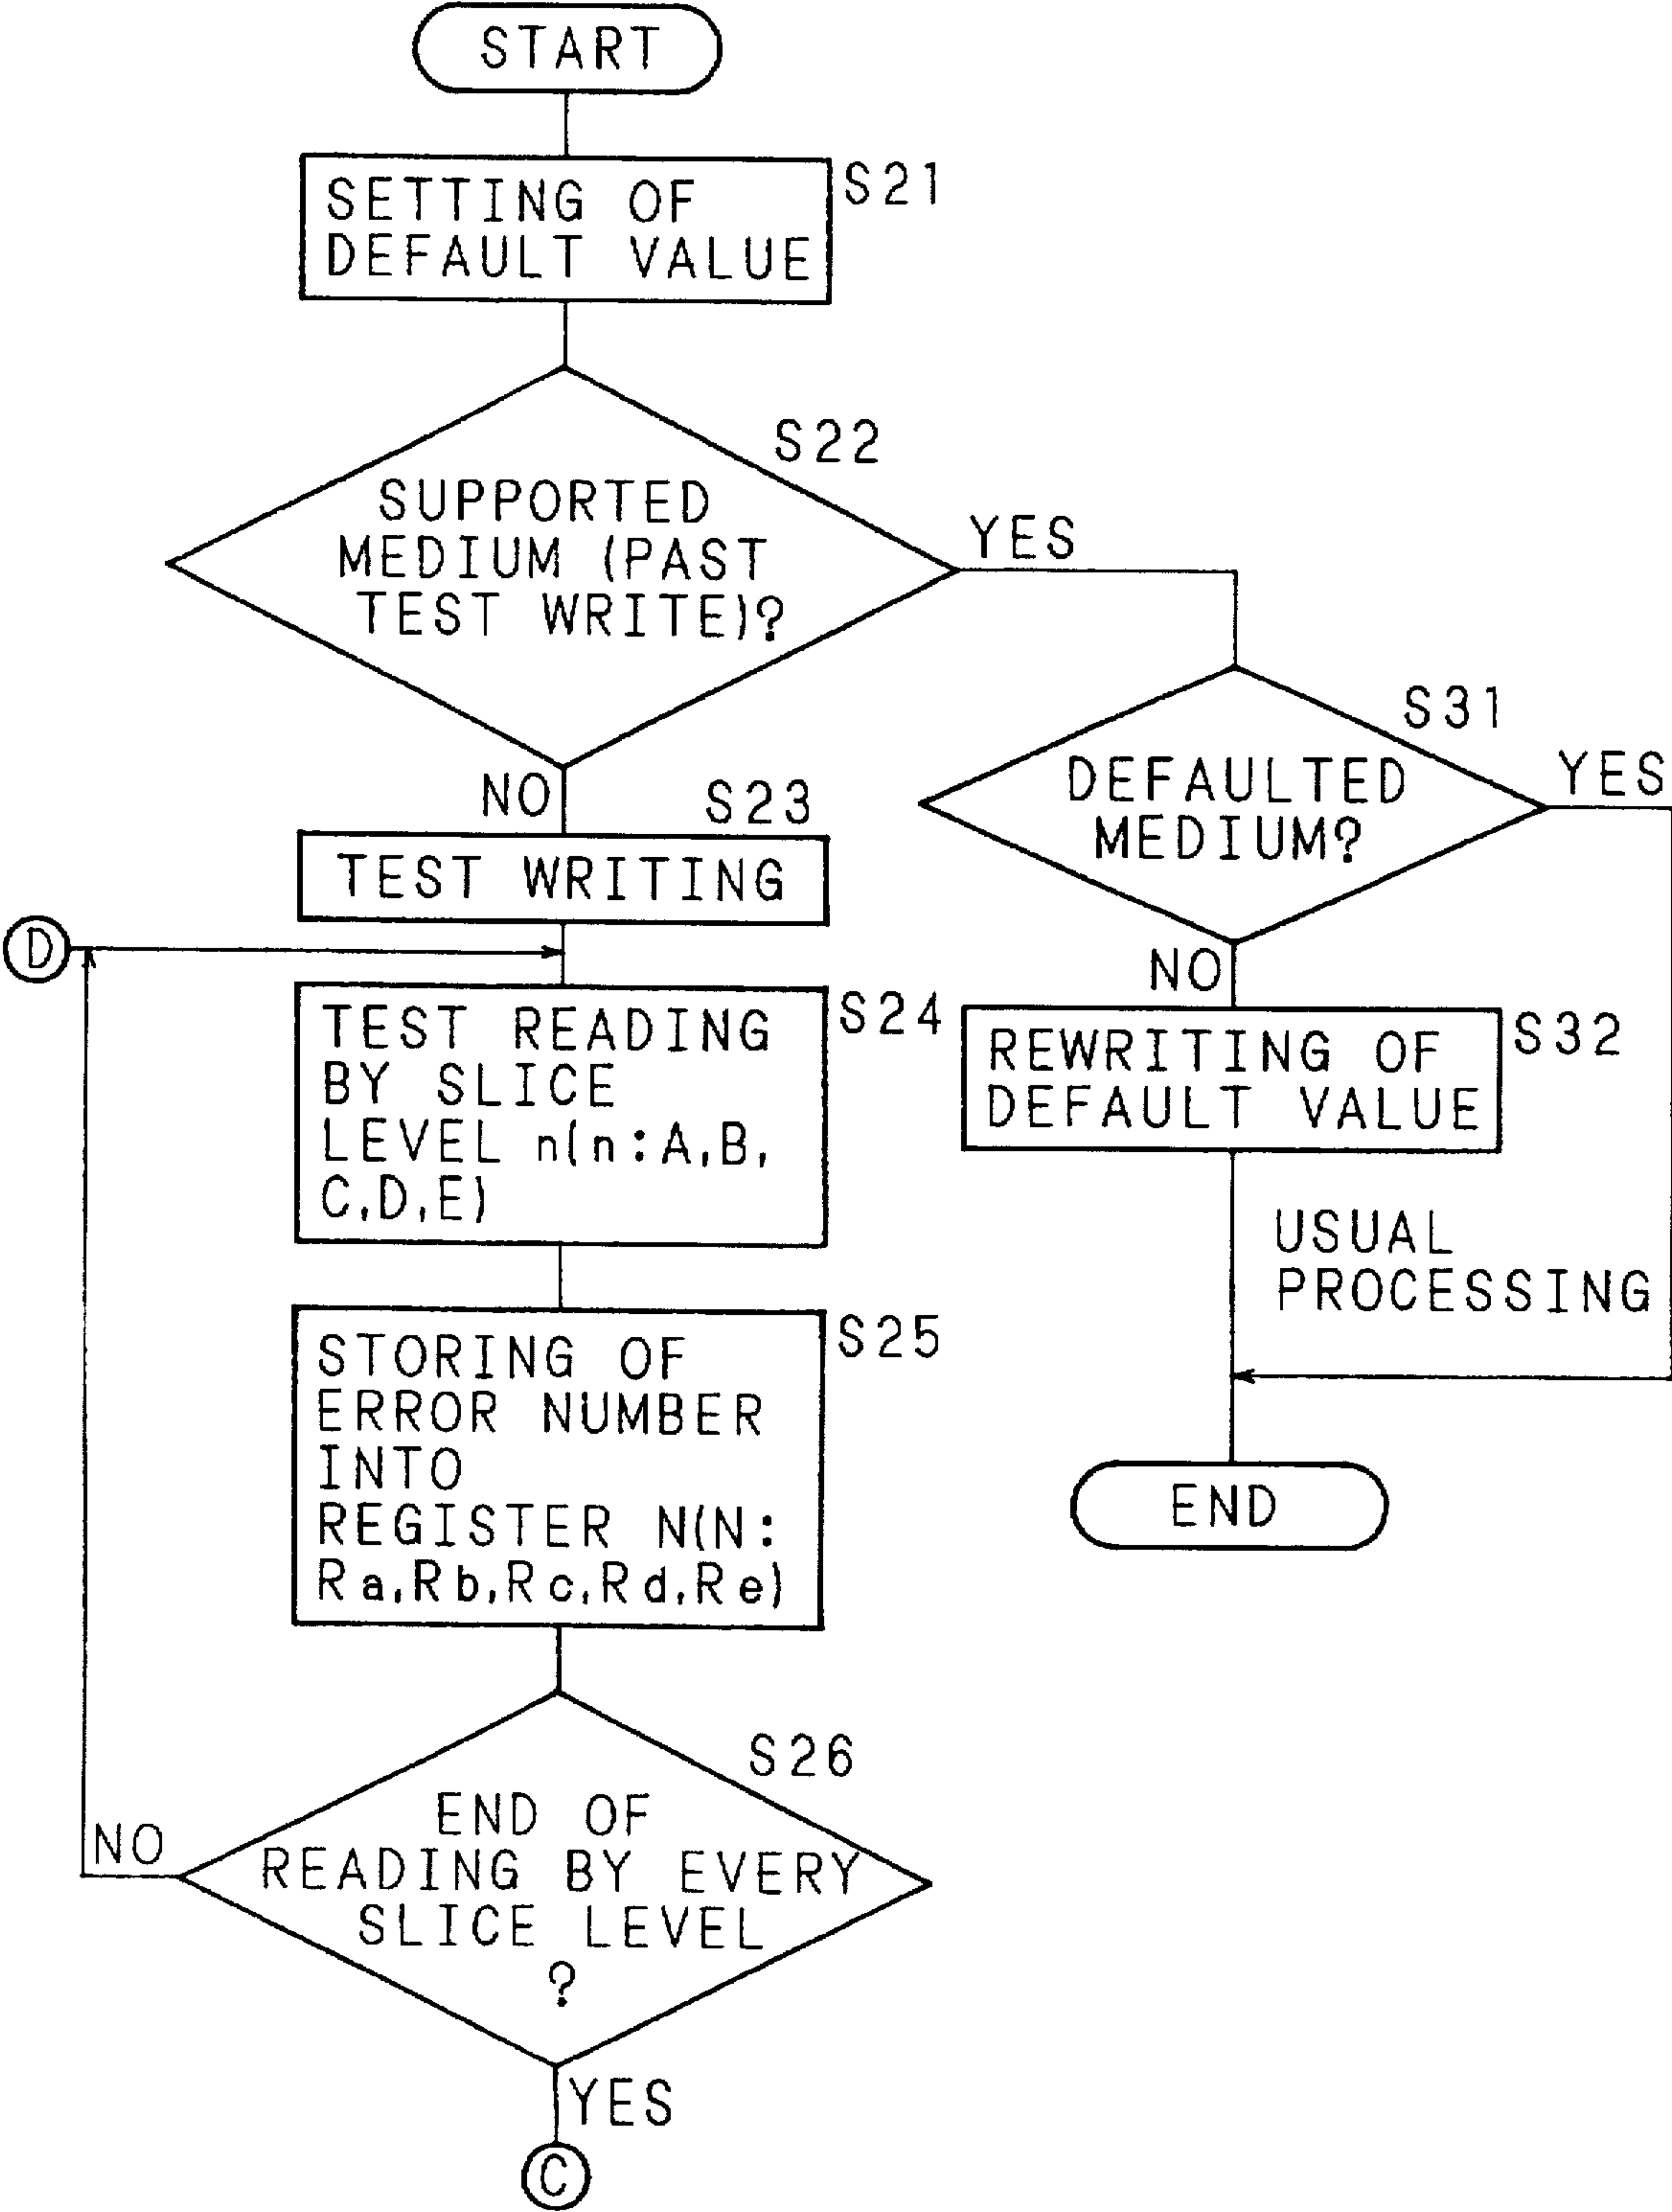 START
S21
SETTING OF
DEFAULT VALUE
S22
SUPPORTED
MEDIUM (PAST
TEST WRITE)?
YES
NO
S31
DEFAULTED
MEDIUM?
YES
NO
S23
TEST WRITING
D
S24
TEST READING
BY SLICE
LEVEL n(n:A,B,
C,D,E)
S32
REWRITING OF
DEFAULT VALUE
USUAL
PROCESSING
END
S25
STORING OF
ERROR NUMBER
INTO
REGISTER N(N:
Ra,Rb,Rc,Rd,Re)
S26
END OF
READING BY EVERY
SLICE LEVEL
?
NO
YES
C